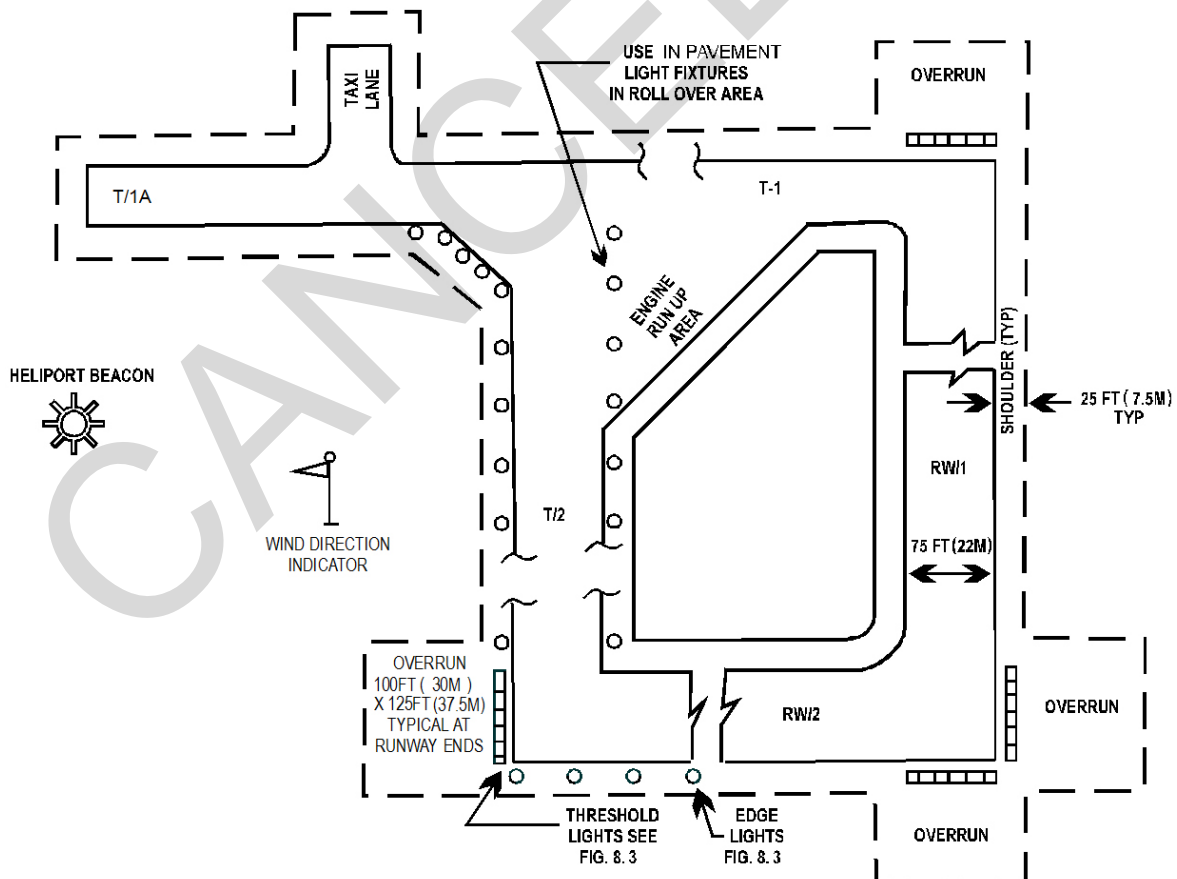 USE IN PAVEMENT
LIGHT FIXTURES
IN ROLL OVER AREA
OVERRUN
TAXI
LANE
T/1A
T-1
ENGINE
RUN UP
AREA
SHOULDER (TYP)
HELIPORT BEACON
25 FT ( 7.5M)
TYP
RW/1
WIND DIRECTION
INDICATOR
T/2
75 FT (22M)
OVERRUN
100FT ( 30M )
X 125FT (37.5M)
TYPICAL AT
RUNWAY ENDS
RW/2
OVERRUN
THRESHOLD
LIGHTS SEE
FIG. 8.3
EDGE
LIGHTS
FIG. 8.3
OVERRUN